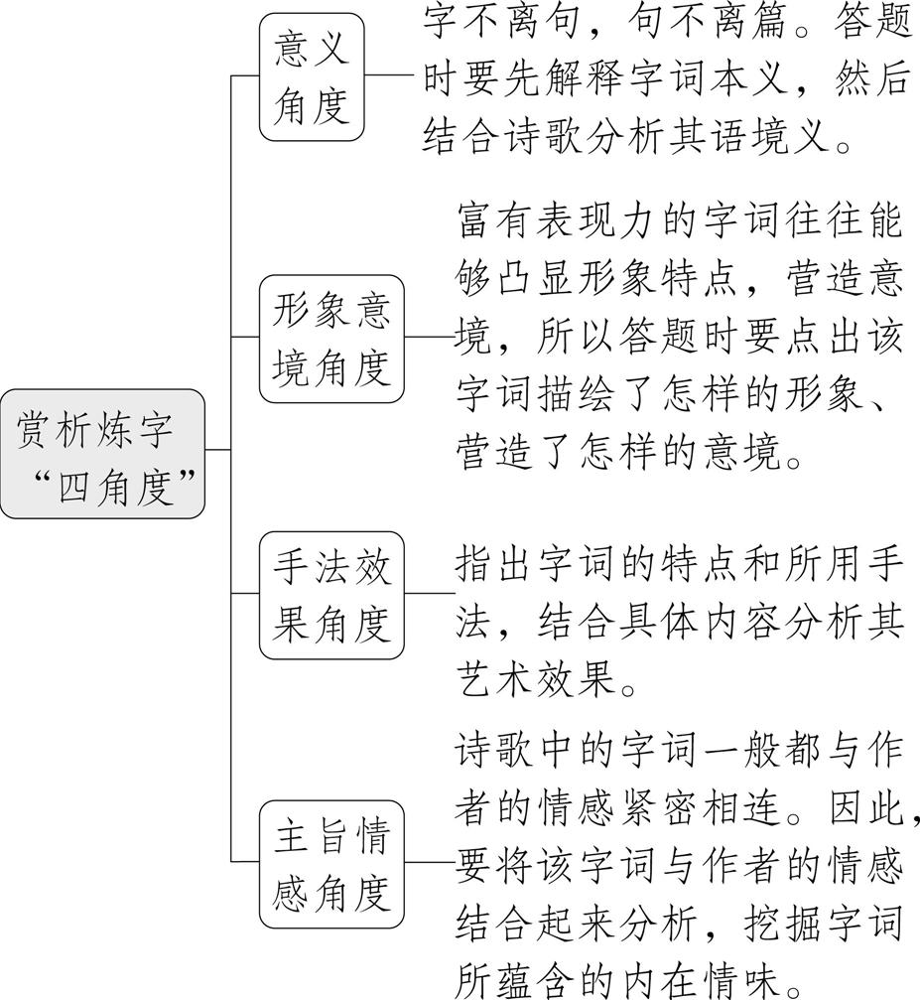 赏析炼字
“四角度”
意义
角度
字不离句，句不离篇。答题
时要先解释字词本义，然后
结合诗歌分析其语境义。
形象意
境角度
富有表现力的字词往往能
够凸显形象特点，营造意
境，所以答题时要点出该
字词描绘了怎样的形象、
营造了怎样的意境。
手法效
果角度
指出字词的特点和所用手
法，结合具体内容分析其
艺术效果。
主旨情
感角度
诗歌中的字词一般都与作
者的情感紧密相连。因此，
要将该字词与作者的情感
结合起来分析，挖掘字词
所蕴含的内在情味。